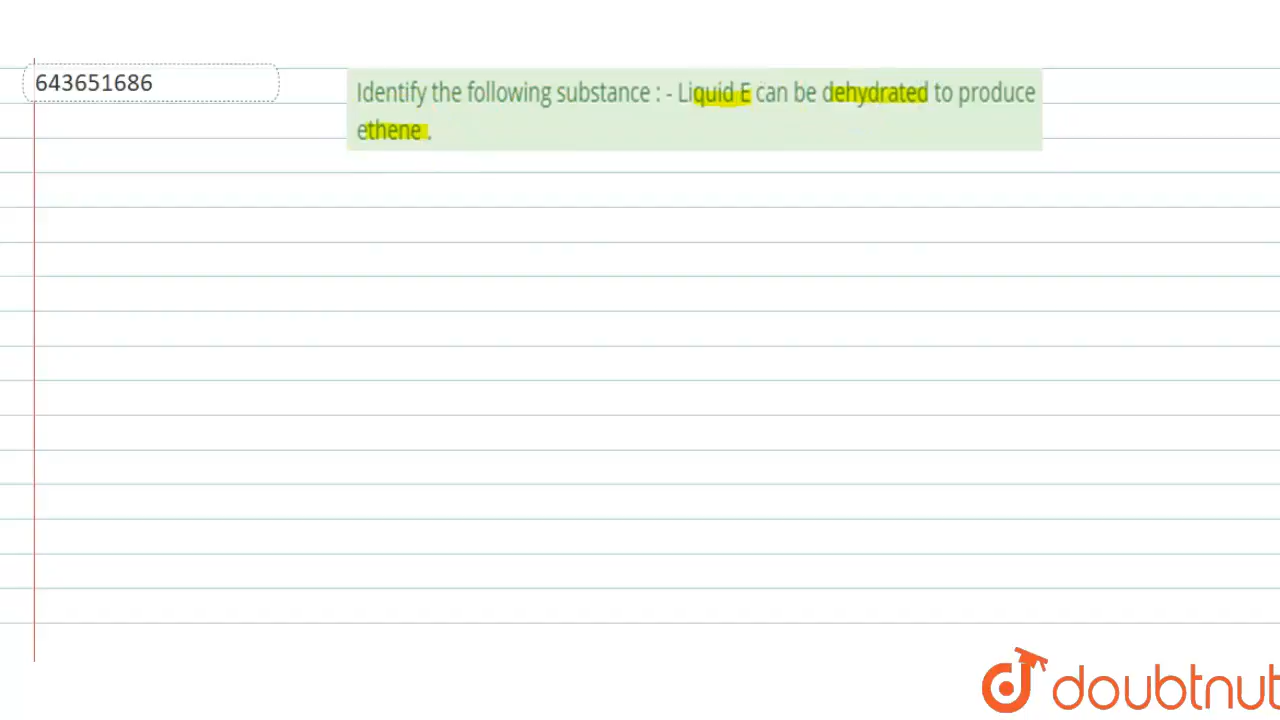 643651686
Identify the following substance : - Liquid E can be dehydrated to produce
ethene .
doubtnut